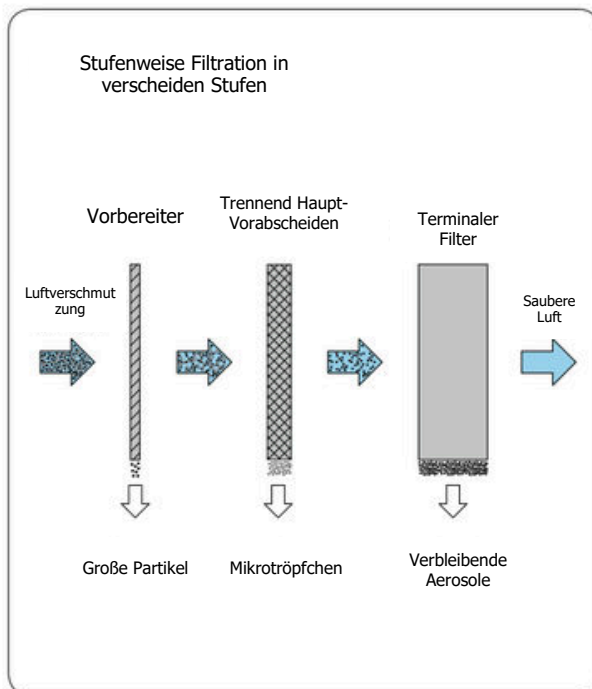 Stufenweise Filtration in
verscheiden Stufen
Vorbereiter
Trennend Haupt-
Vorabscheiden
Terminaler
Filter
Luftverschmut
zung
Saubere
Luft
Große Partikel
Mikrotröpfchen
Verbleibende
Aerosole